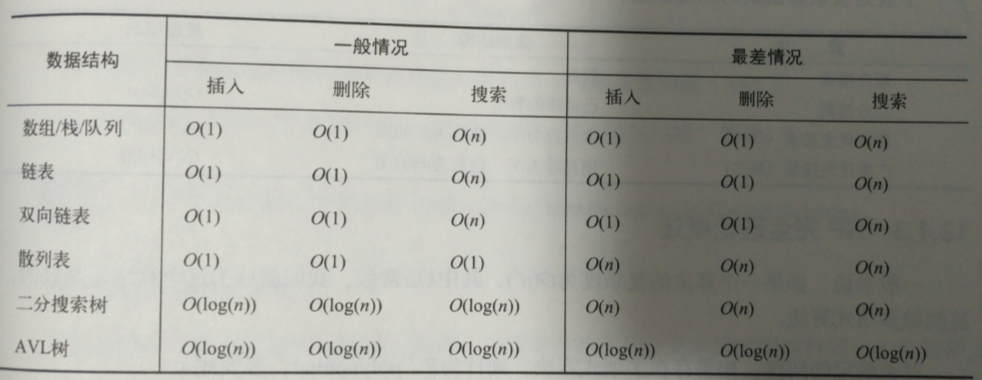 数据结构 一般情况 最差情况
插入 删除 搜索 插入 删除 搜索
数组/栈/队列 O(1) O(1) O(n) O(1) O(1) O(n)
链表 O(1) O(1) O(n) O(1) O(1) O(n)
双向链表 O(1) O(1) O(n) O(1) O(1) O(n)
散列表 O(1) O(1) O(1) O(n) O(n) O(n)
二分搜索树 O(log(n)) O(log(n)) O(log(n)) O(n) O(n) O(n)
AVL树 O(log(n)) O(log(n)) O(log(n)) O(log(n)) O(log(n)) O(log(n))